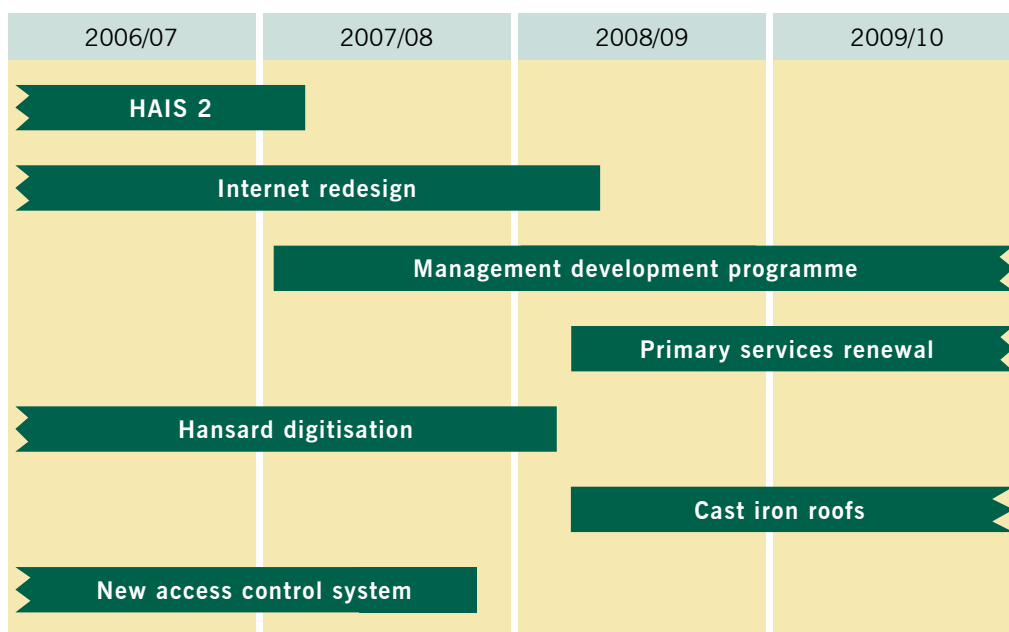 2006/07 2007/08 2008/09 2009/10
HAIS 2
Internet redesign
Management development programme
Primary services renewal
Hansard digitisation
Cast iron roofs
New access control system